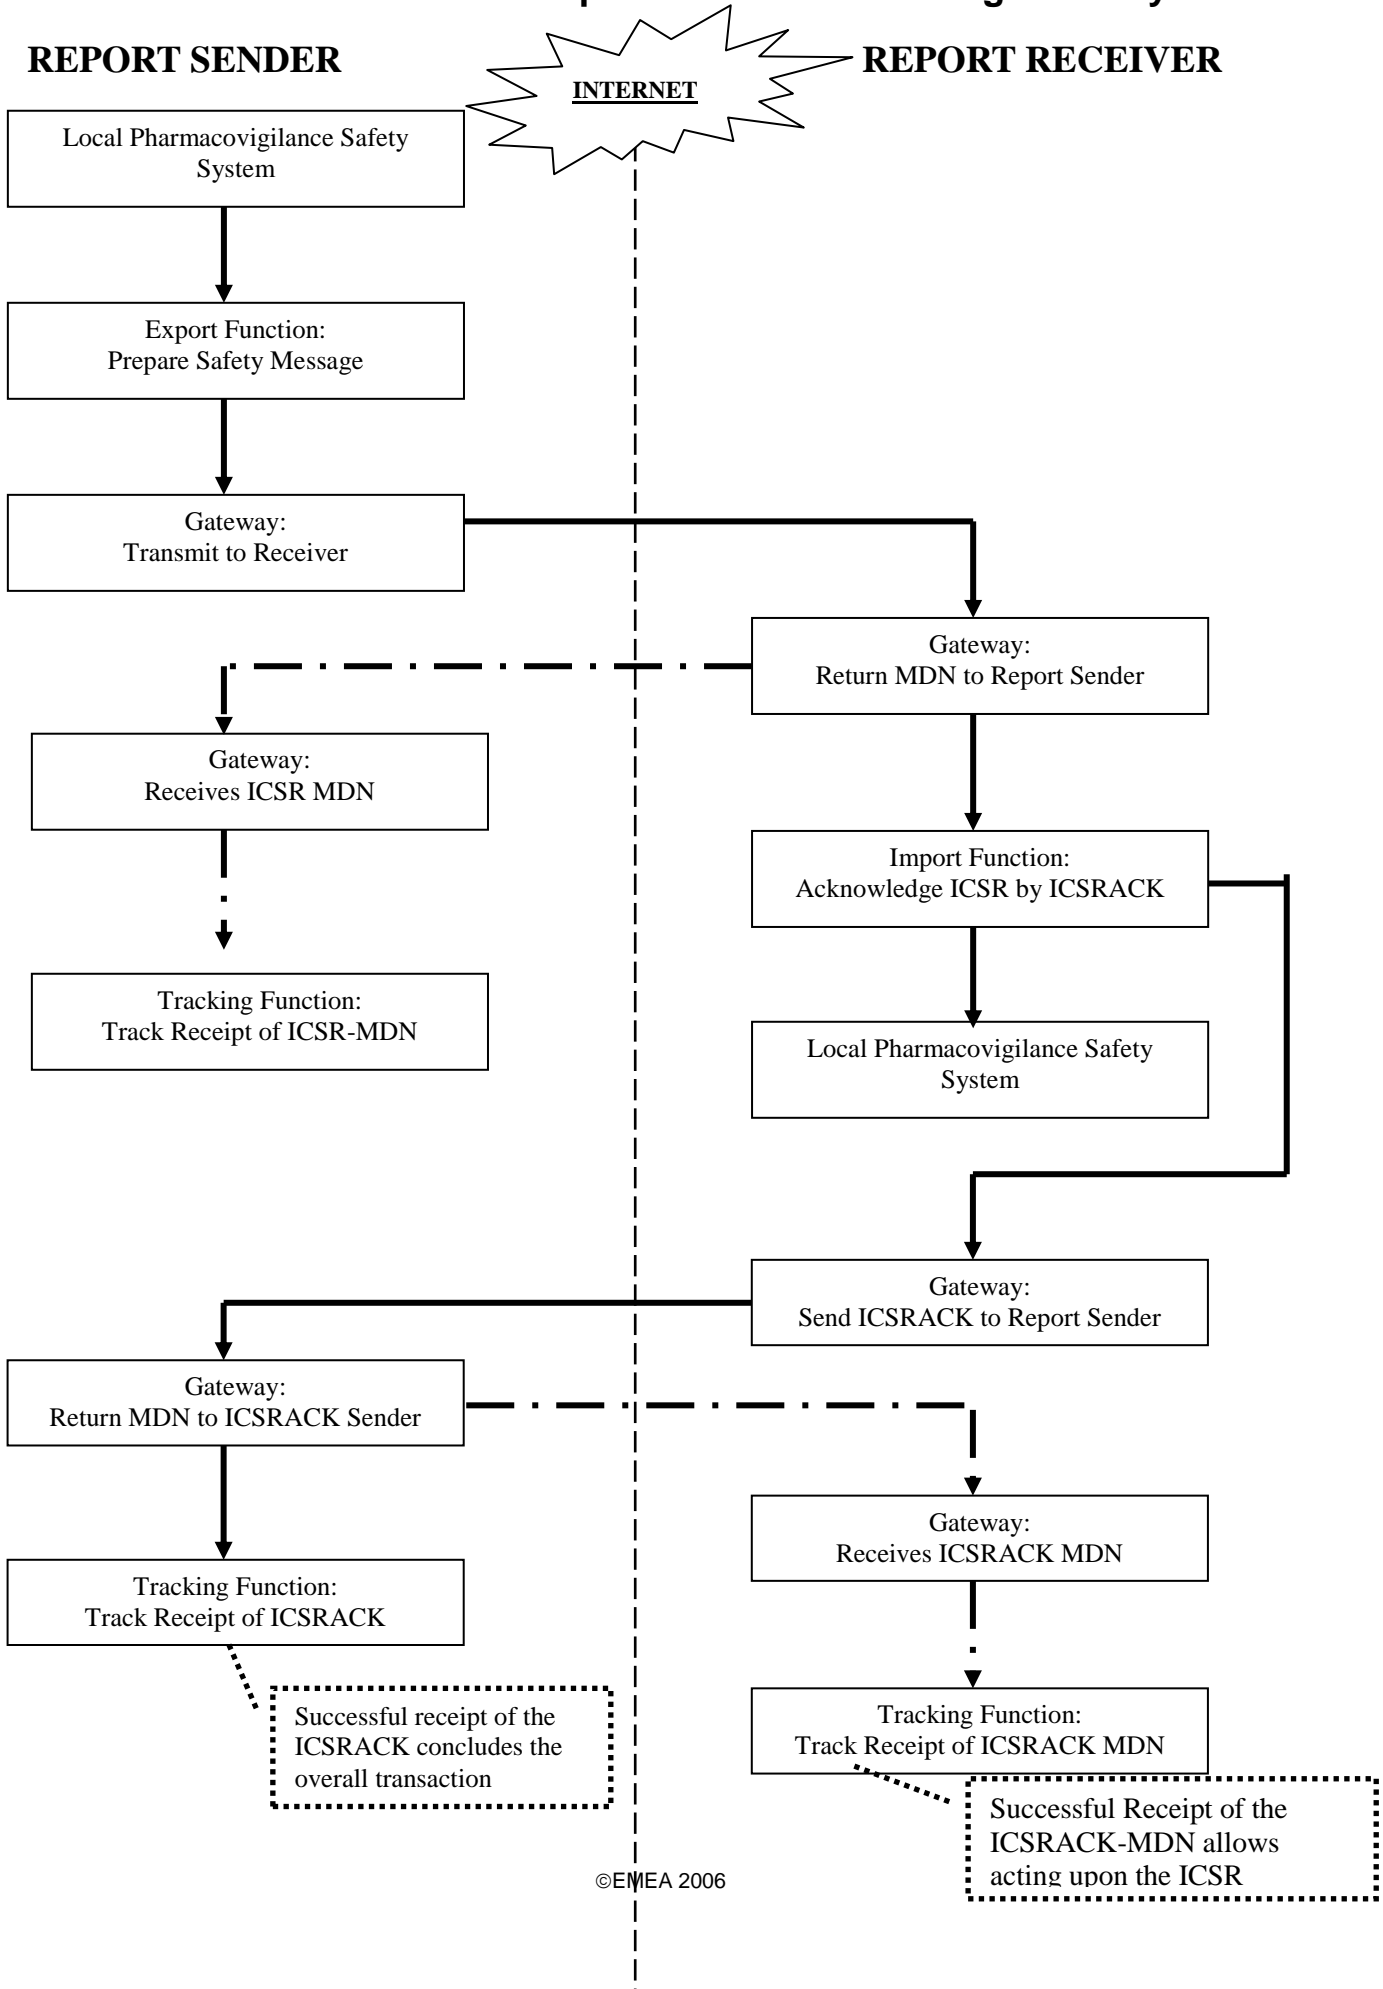 REPORT SENDER
INTERNET
REPORT RECEIVER
Local Pharmacovigilance Safety
System
Export Function:
Prepare Safety Message
Gateway:
Transmit to Receiver
Gateway:
Return MDN to Report Sender
Gateway:
Receives ICSR MDN
Import Function:
Acknowledge ICSR by ICSRACK
Tracking Function:
Track Receipt of ICSR-MDN
Local Pharmacovigilance Safety
System
Gateway:
Send ICSRACK to Report Sender
Gateway:
Return MDN to ICSRACK Sender
Gateway:
Receives ICSRACK MDN
Tracking Function:
Track Receipt of ICSRACK
Successful receipt of the
ICSRACK concludes the
overall transaction
Tracking Function:
Track Receipt of ICSRACK MDN
Successful Receipt of the
ICSRACK-MDN allows
acting upon the ICSR
©EMEA 2006